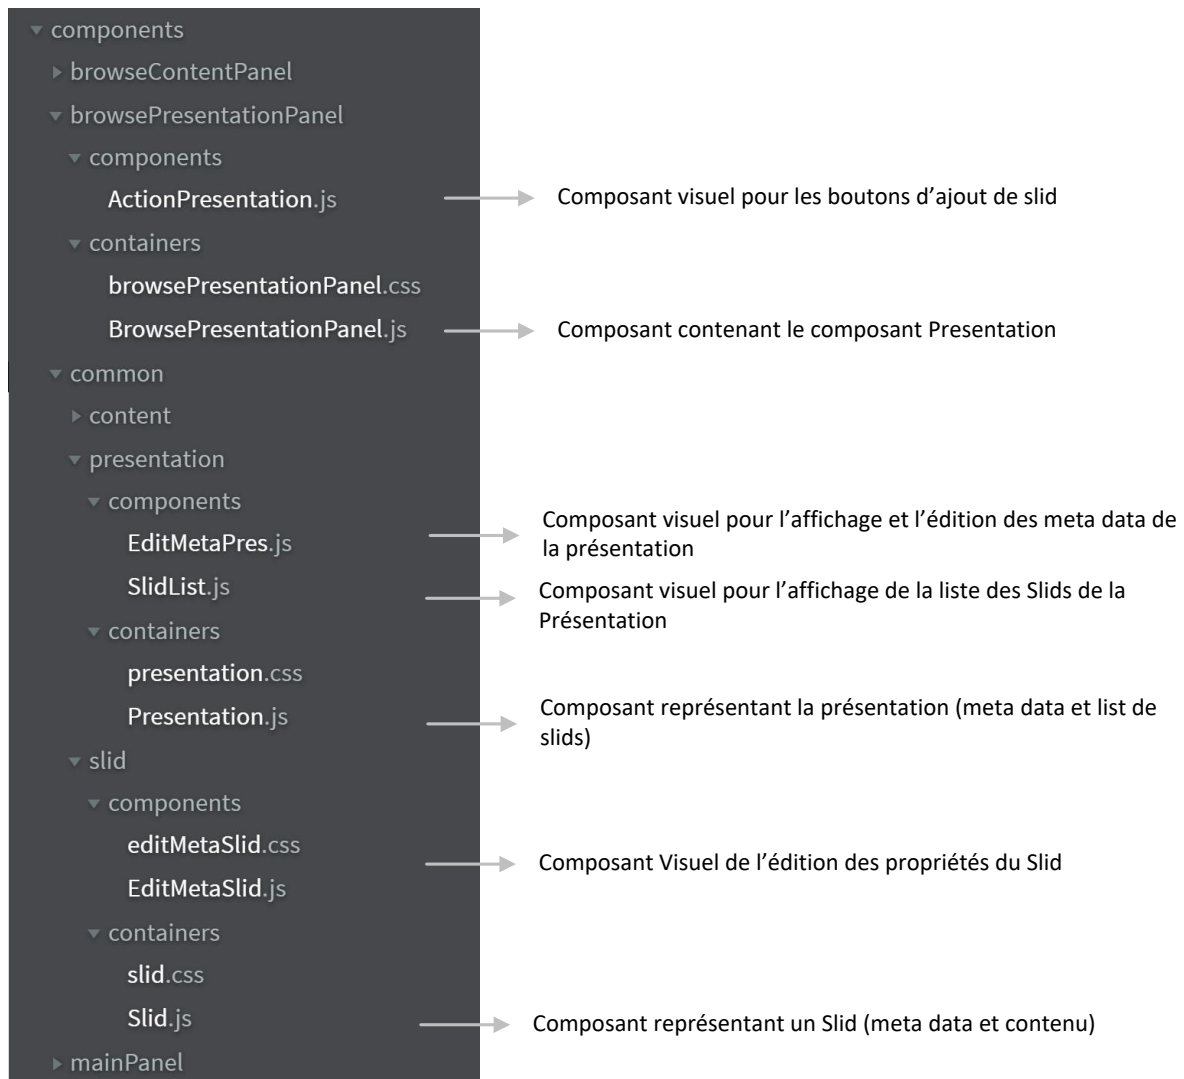 components
browseContentPanel
browsePresentationPanel
components
ActionPresentation.js
Composant visuel pour les boutons d’ajout de slid
containers
browsePresentationPanel.css
BrowsePresentationPanel.js
Composant contenant le composant Presentation
common
content
presentation
components
EditMetaPres.js
Composant visuel pour l’affichage et l’édition des meta data de
la présentation
SlidList.js
Composant visuel pour l’affichage de la liste des Slids de la
Présentation
containers
presentation.css
Presentation.js
Composant représentant la présentation (meta data et list de
slids)
slid
components
editMetaSlid.css
EditMetaSlid.js
Composant Visuel de l’édition des propriétés du Slid
containers
slid.css
Slid.js
Composant représentant un Slid (meta data et contenu)
mainPanel